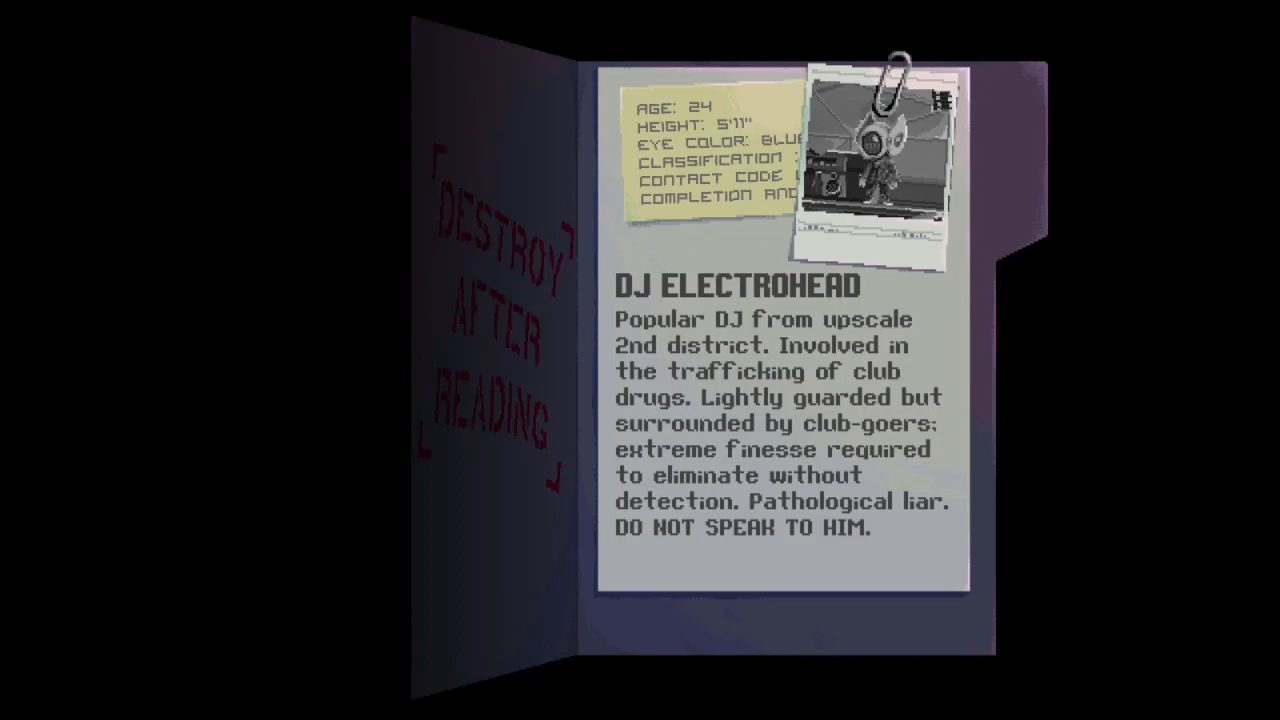 DESTROY
AFTER
READING
AGE: 24
HEIGHT: 5'11"
EYE COLOR: BLUE
CLASSIFICATION :
CONTACT CODE
COMPLETION AND
DJ ELECTROHEAD
Popular DJ from upscale
2nd district. Involved in
the trafficking of club
drugs. Lightly guarded but
surrounded by club-goers;
extreme finesse required
to eliminate without
detection. Pathological liar.
DO NOT SPEAK TO HIM.